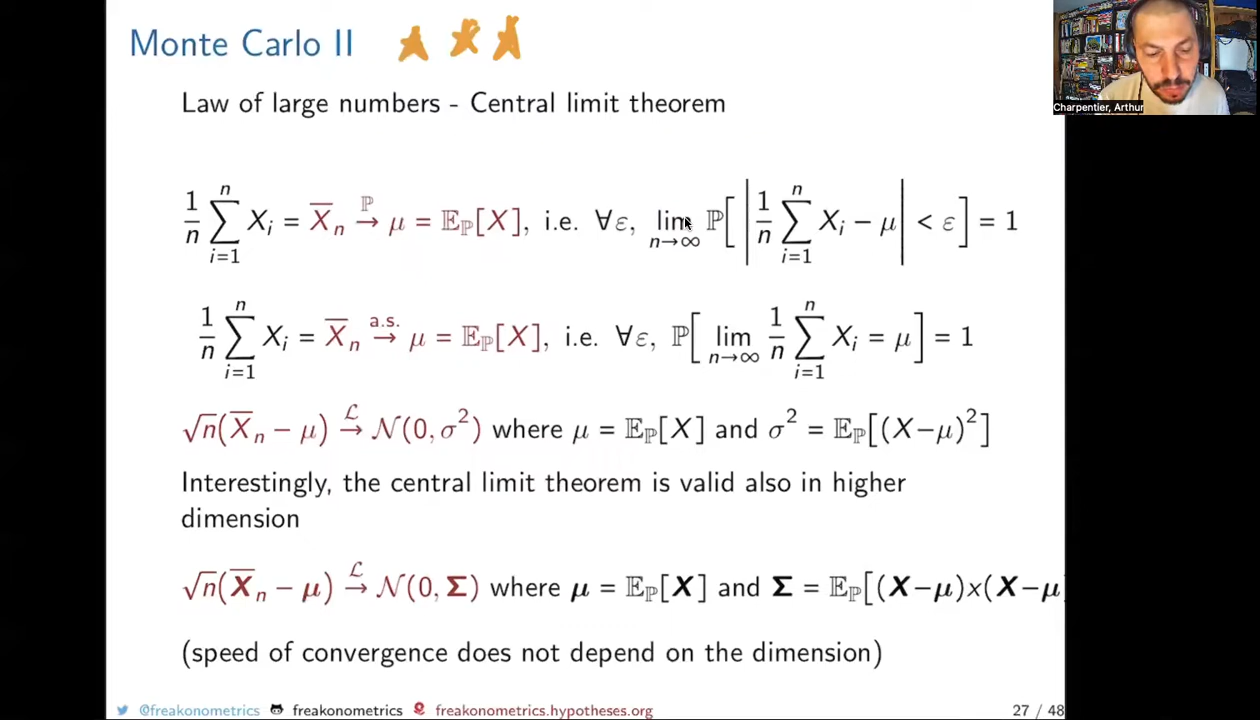 Monte Carlo II
Charpentier, Arthur
Law of large numbers - Central limit theorem
1/n ∑_{i=1}^{n} X_i = X̅_n →^ℙ μ = 𝔼_ℙ[X], i.e. ∀ε, lim_{n→∞} ℙ[ | 1/n ∑_{i=1}^{n} X_i − μ | < ε ] = 1
1/n ∑_{i=1}^{n} X_i = X̅_n →^{a.s.} μ = 𝔼_ℙ[X], i.e. ∀ε, ℙ[ lim_{n→∞} 1/n ∑_{i=1}^{n} X_i = μ ] = 1
√n(X̅_n − μ) →^ℒ 𝒩(0, σ²) where μ = 𝔼_ℙ[X] and σ² = 𝔼_ℙ[(X−μ)²]
Interestingly, the central limit theorem is valid also in higher
dimension
√n(X̅_n − μ) →^ℒ 𝒩(0, Σ) where μ = 𝔼_ℙ[X] and Σ = 𝔼_ℙ[(X−μ)×(X−μ
(speed of convergence does not depend on the dimension)
@freakonometrics freakonometrics freakonometrics.hypotheses.org 27 / 48